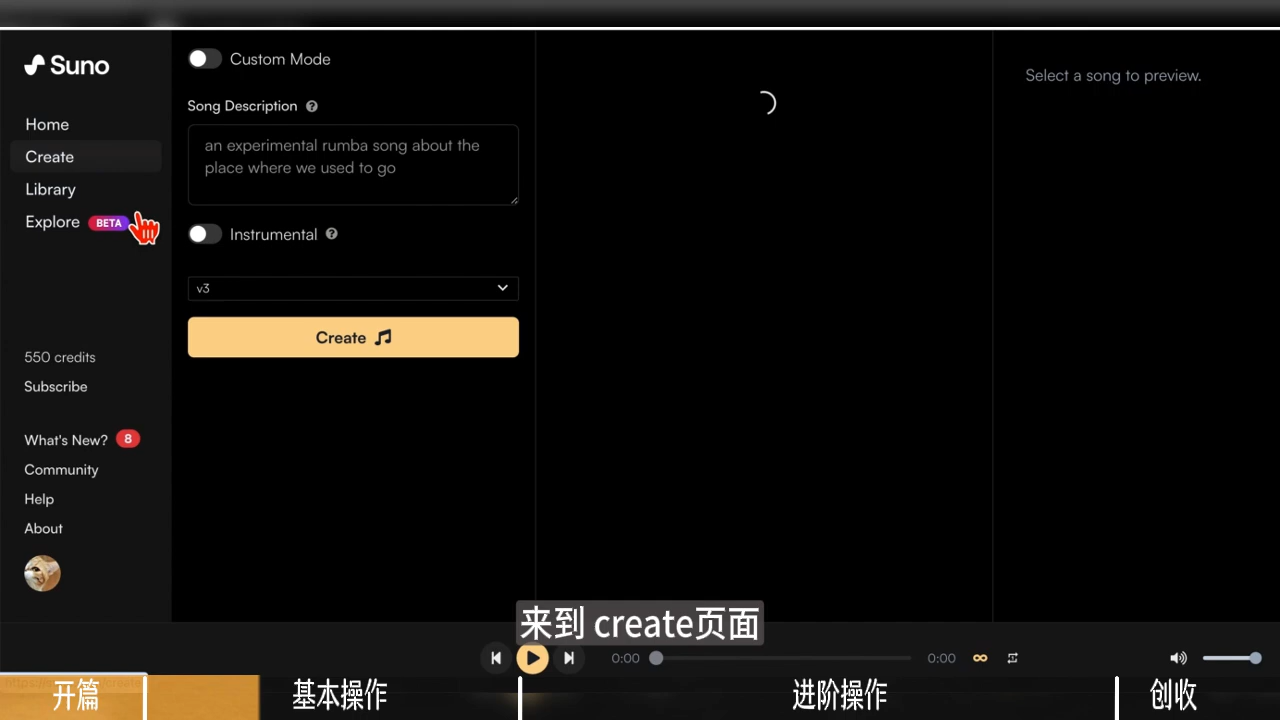 Suno
Home
Create
Library
Explore BETA
550 credits
Subscribe
What's New? 8
Community
Help
About
Custom Mode
Song Description
an experimental rumba song about the
place where we used to go
Instrumental
v3
Create
Select a song to preview.
来到 create页面
0:00
0:00
开篇
基本操作
进阶操作
创收